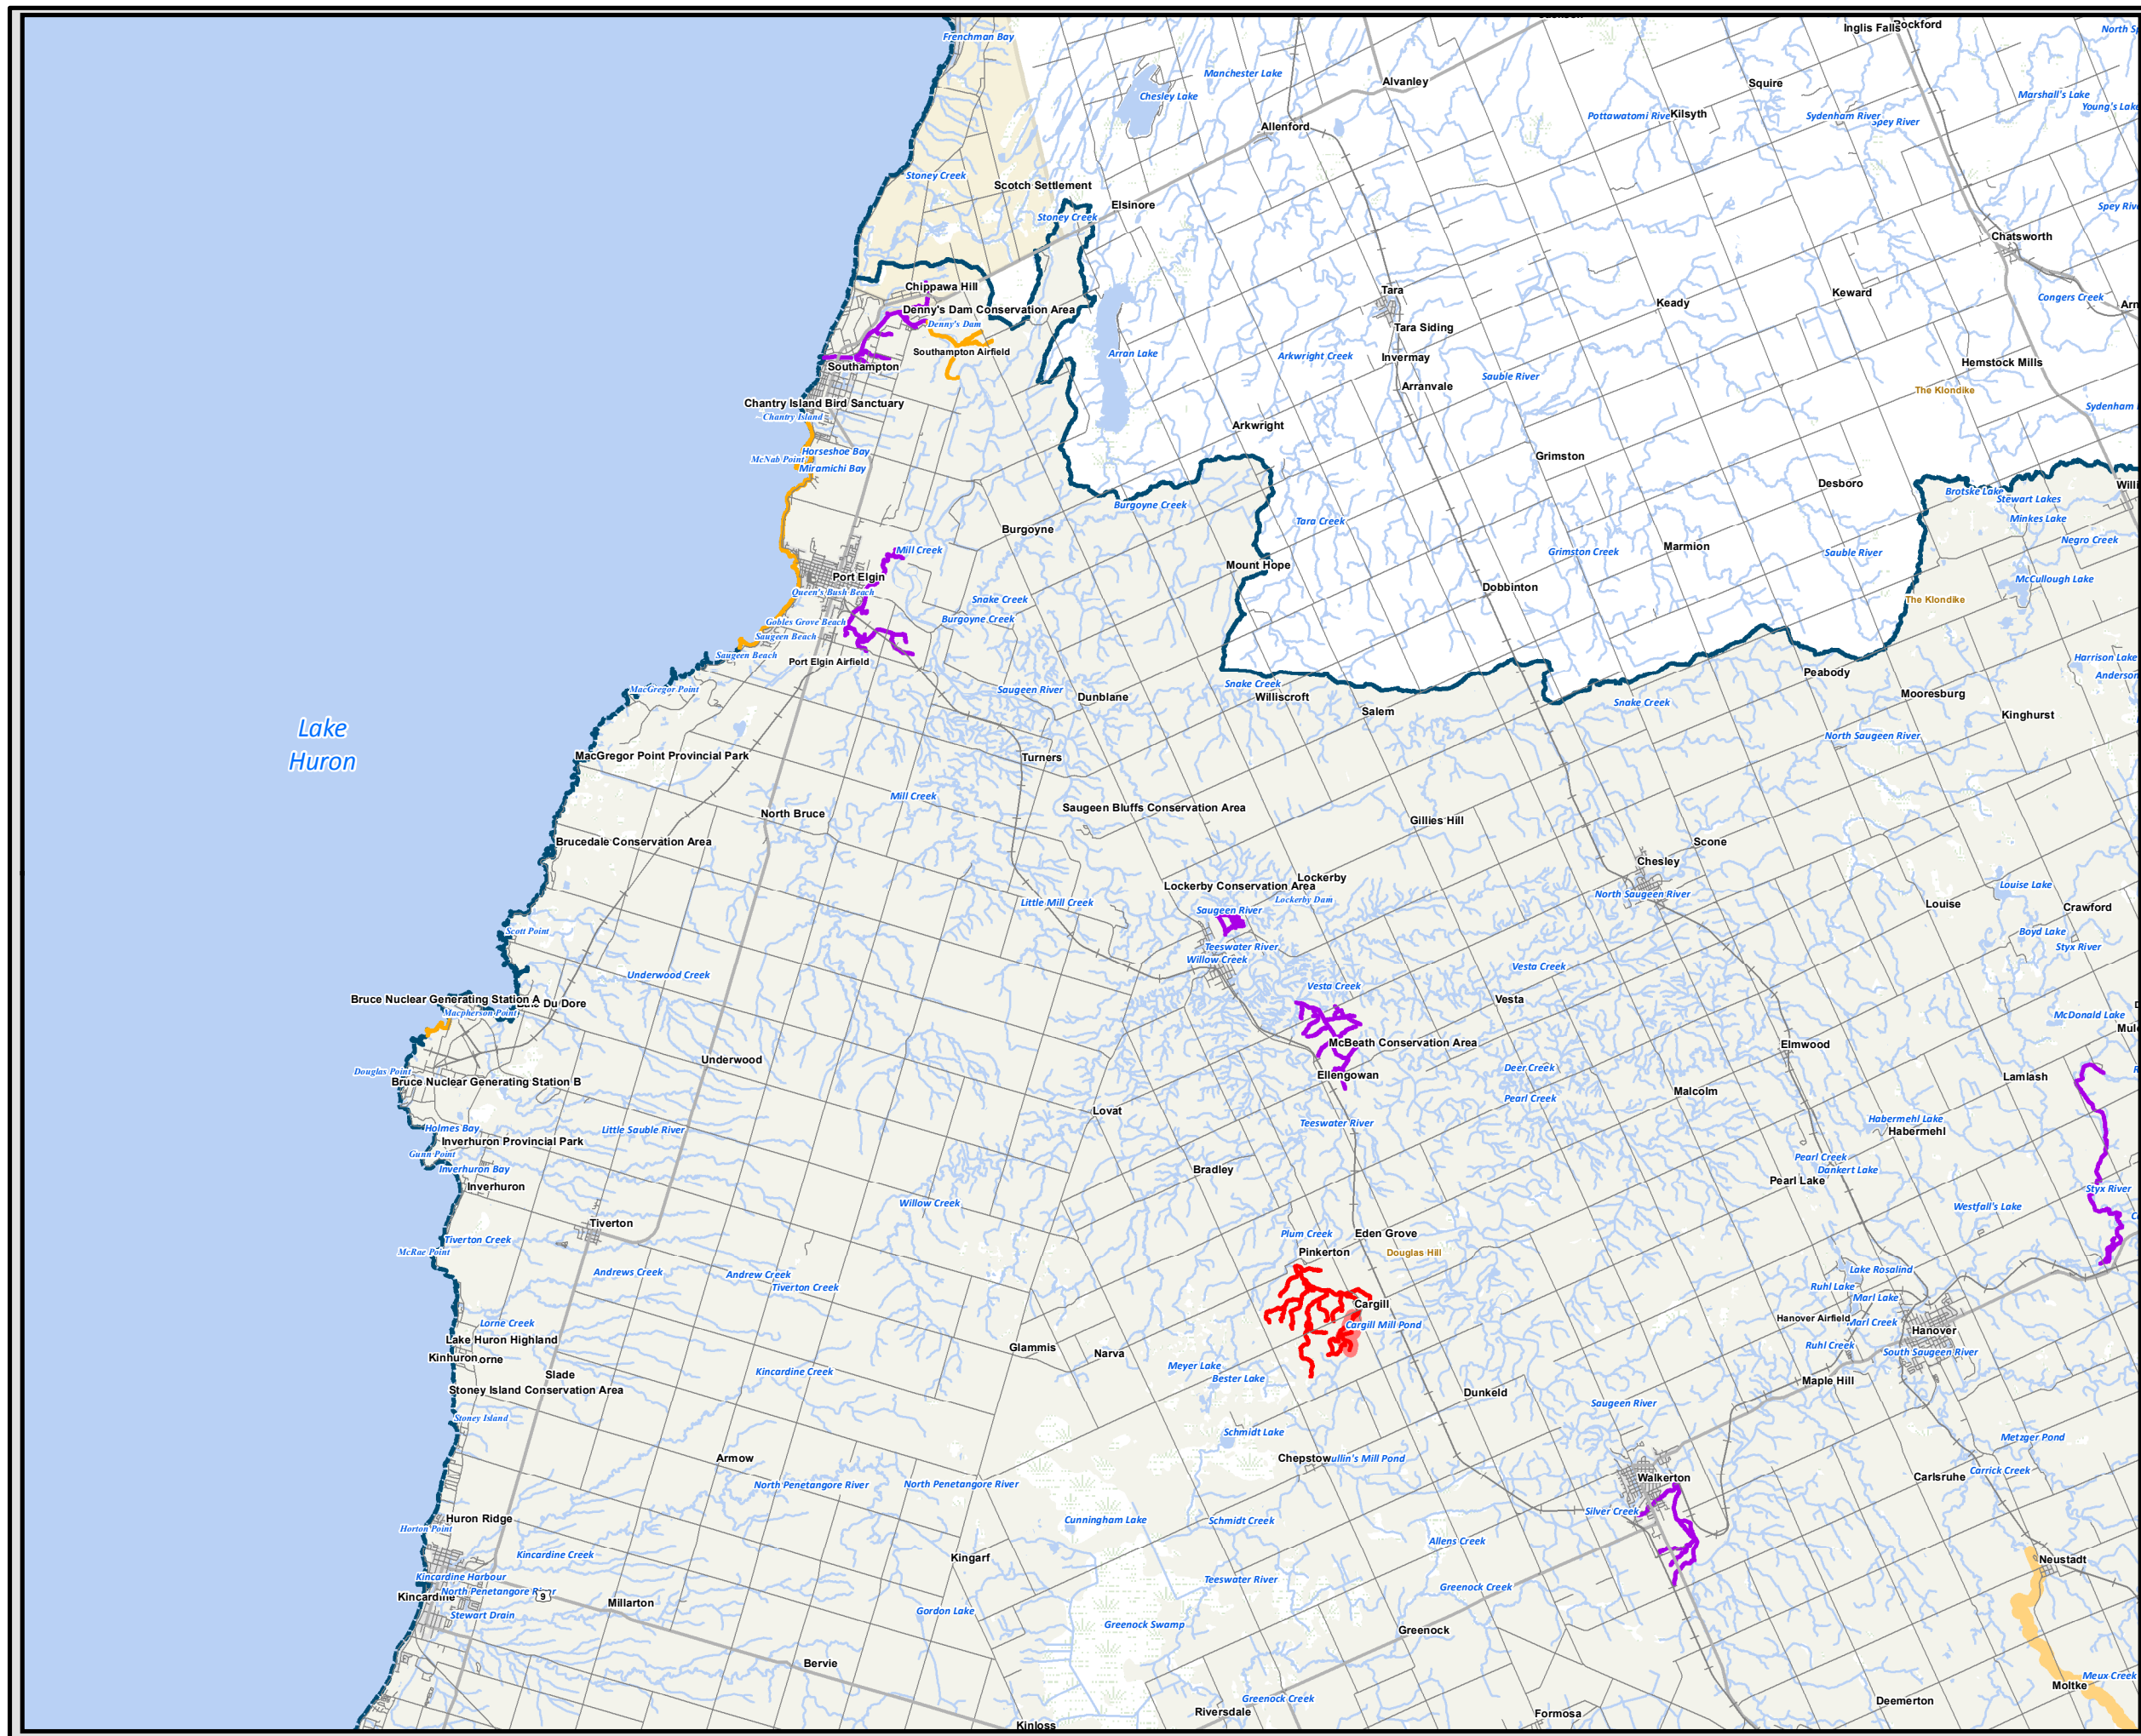 Jackson
Inglis Falls
Rockford
Frenchman Bay
Manchester Lake
Chesley Lake
Alvanley
Squire
Marshall's Lake
Young's Lake
Allenford
Pottawatomi River
Kilsyth
Sydenham River
Spey River
Stoney Creek
Scotch Settlement
Stoney Creek
Elsinore
Spey Riv
Chatsworth
Chippawa Hill
Tara
Keady
Keward
Congers Creek
Arn
Denny's Dam Conservation Area
Denny's Dam
Tara Siding
Southampton Airfield
Arran Lake
Arkwright Creek
Invermay
Southampton
Sauble River
Arranvale
Hemstock Mills
The Klondike
Chantry Island Bird Sanctuary
Chantry Island
Sydenham
Arkwright
Horseshoe Bay
McNab Point
Miramichi Bay
Grimston
Desboro
Willi
Brotske Lake
Stewart Lakes
Burgoyne Creek
Minkes Lake
Burgoyne
Tara Creek
Negro Creek
Mill Creek
Mount Hope
Grimston Creek
Marmion
Sauble River
Port Elgin
McCullough Lake
Queen's Bush Beach
Dobbinton
Snake Creek
The Klondike
Gobles Grove Beach
Burgoyne Creek
Saugeen Beach
Saugeen Beach
Port Elgin Airfield
Harrison Lake
Anderson
MacGregor Point
Saugeen River
Dunblane
Snake Creek
Williscroft
Salem
Snake Creek
Peabody
Mooresburg
Kinghurst
Lake
Huron
North Saugeen River
MacGregor Point Provincial Park
Turners
Mill Creek
Saugeen Bluffs Conservation Area
North Bruce
Gillies Hill
Brucedale Conservation Area
Scone
Chesley
Lockerby
Lockerby Conservation Area
Louise Lake
North Saugeen River
Little Mill Creek
Lockerby Dam
Louise
Crawford
Saugeen River
Scott Point
Boyd Lake
Styx River
Teeswater River
Willow Creek
Underwood Creek
Vesta Creek
Vesta Creek
Bruce Nuclear Generating Station A
Baie Du Dore
Vesta
Macpherson Point
McDonald Lake
Mul
McBeath Conservation Area
Elmwood
Underwood
Douglas Point
Ellengowan
Deer Creek
Bruce Nuclear Generating Station B
Lamlash
Malcolm
Pearl Creek
Lovat
Holmes Bay
Little Sauble River
Teeswater River
Habermehl Lake
Habermehl
Inverhuron Provincial Park
Gunn Point
Inverhuron Bay
Bradley
Pearl Creek
Dankert Lake
Inverhuron
Pearl Lake
Styx River
Willow Creek
Westfall's Lake
Tiverton
Tiverton Creek
Plum Creek
Eden Grove
McRae Point
Pinkerton
Douglas Hill
Andrews Creek
Andrew Creek
Tiverton Creek
Lake Rosalind
Ruhl Lake
Marl Lake
Cargill
Lorne Creek
Cargill Mill Pond
Hanover Airfield
Marl Creek
Hanover
Lake Huron Highland
Kinhuron
orne
Glammis
Narva
Ruhl Creek
South Saugeen River
Slade
Kincardine Creek
Meyer Lake
Bester Lake
Maple Hill
Stoney Island Conservation Area
Dunkeld
Saugeen River
Stoney Island
Schmidt Lake
Metzger Pond
Armow
Chepstow
ullin's Mill Pond
North Penetangore River
North Penetangore River
Walkerton
Carlsruhe
Carrick Creek
Silver Creek
Huron Ridge
Horton Point
Cunningham Lake
Schmidt Creek
Allens Creek
Kincardine Creek
Kingarf
Neustadt
Kincardine Harbour
Teeswater River
Greenock Creek
North Penetangore River
9
Kincardine
Millarton
Stewart Drain
Gordon Lake
Greenock Swamp
Greenock
Bervie
Meux Creek
Moltke
Greenock Creek
Deemerton
Riversdale
Formosa
Kinloss